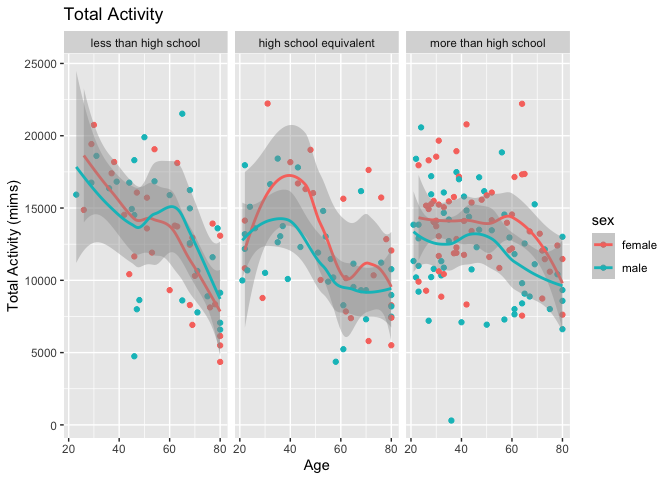 Total Activity
less than high school
high school equivalent
more than high school
25000
20000
15000
10000
5000
0
Total Activity (mims)
20 40 60 80
20 40 60 80
20 40 60 80
Age
sex
female
male